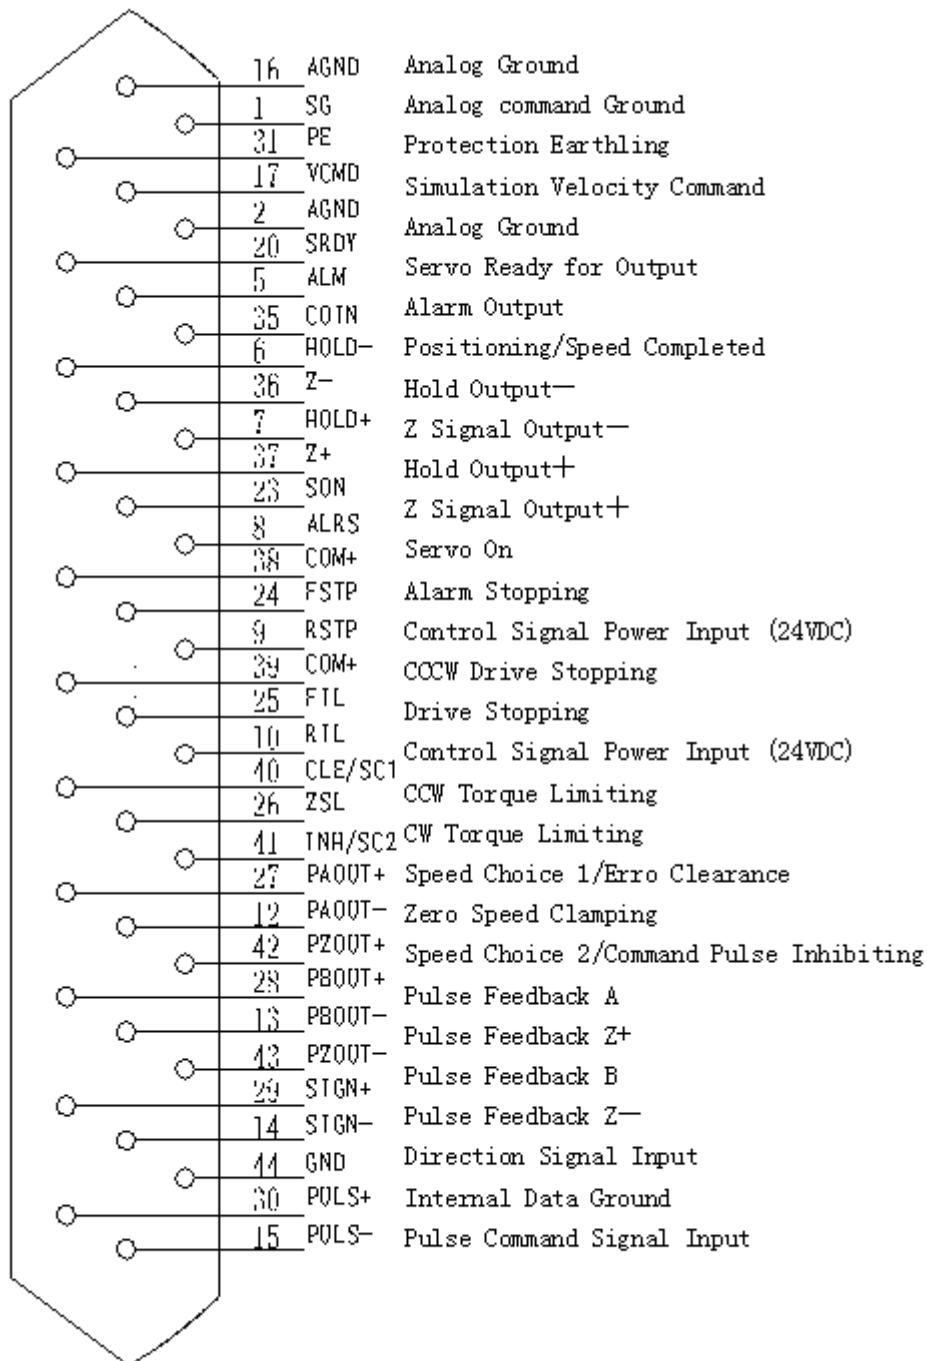 16 AGND Analog Ground
1 SG Analog command Ground
31 PE Protection Earthling
17 VCMD Simulation Velocity Command
2 AGND Analog Ground
20 SRDY Servo Ready for Output
5 ALM Alarm Output
35 COIN Positioning/Speed Completed
6 HOLD- Hold Output-
36 Z- Z Signal Output-
7 HOLD+ Hold Output+
37 Z+ Z Signal Output+
23 SON Servo On
8 ALRS Alarm Stopping
38 COM+ Control Signal Power Input (24VDC)
24 FSTP CCCW Drive Stopping
9 RSTP Drive Stopping
39 COM+ Control Signal Power Input (24VDC)
25 FIL CCW Torque Limiting
10 RIL CW Torque Limiting
40 CLE/SC1 Speed Choice 1/Erro Clearance
26 ZSL Zero Speed Clamping
41 INH/SC2 Speed Choice 2/Command Pulse Inhibiting
27 PAOUT+ Pulse Feedback A
12 PAOUT-
42 PZOUT+ Pulse Feedback Z+
28 PBOUT+ Pulse Feedback B
13 PBOUT-
43 PZOUT- Pulse Feedback Z-
29 SIGN+ Direction Signal Input
14 SIGN-
44 GND Internal Data Ground
30 PULS+ Pulse Command Signal Input
15 PULS-